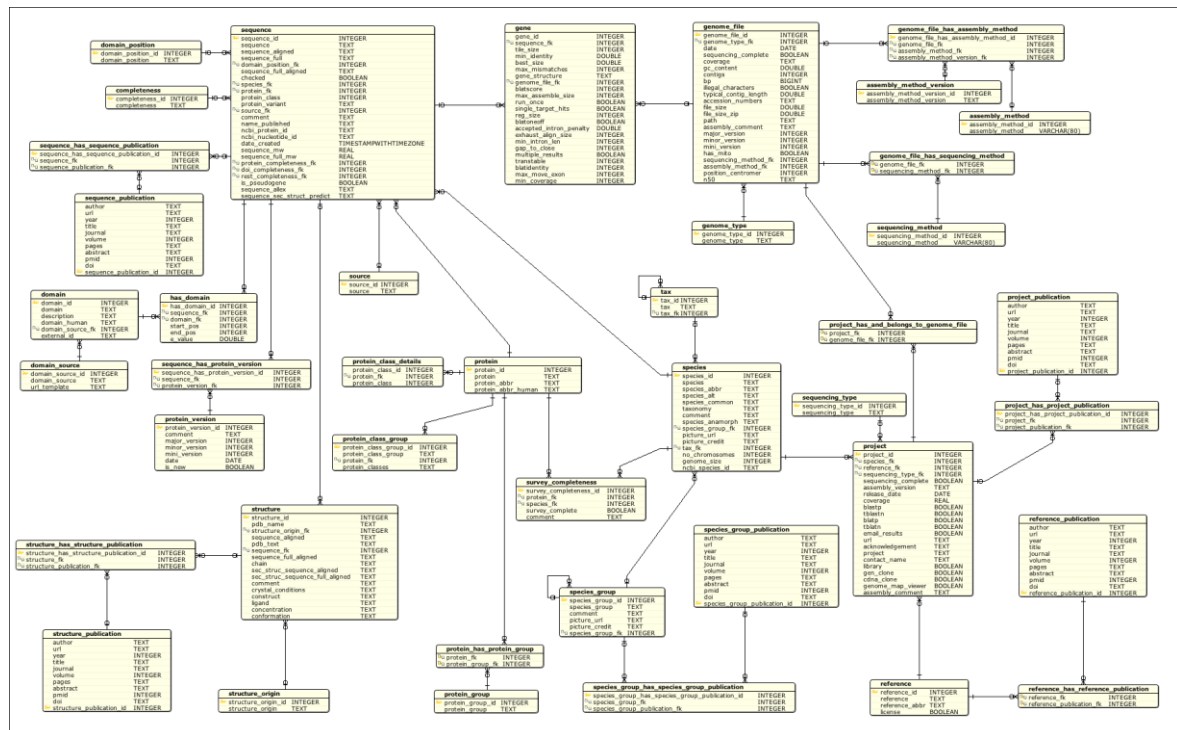 domain_position
domain_position_id INTEGER
domain_position TEXT
completeness
completeness_id INTEGER
completeness TEXT
sequence_has_sequence_publication
sequence_has_sequence_publication_id INTEGER
sequence_fk INTEGER
sequence_publication_fk INTEGER
sequence_publication
author TEXT
url TEXT
year INTEGER
title TEXT
journal TEXT
volume INTEGER
pages TEXT
abstract TEXT
pmid INTEGER
doi TEXT
sequence_publication_id INTEGER
sequence
sequence_id INTEGER
sequence TEXT
sequence_aligned TEXT
sequence_full TEXT
domain_position_fk INTEGER
sequence_full_aligned TEXT
checked BOOLEAN
species_fk INTEGER
protein_fk INTEGER
protein_class INTEGER
protein_variant TEXT
source_fk INTEGER
comment TEXT
name_published TEXT
ncbi_protein_id TEXT
ncbi_nucleotide_id TEXT
date_created TIMESTAMPWITHTIMEZONE
sequence_mw REAL
sequence_full_mw REAL
protein_completeness_fk INTEGER
doi_completeness_fk INTEGER
rest_completeness_fk INTEGER
is_pseudogene BOOLEAN
sequence_allex TEXT
sequence_sec_struct_predict TEXT
gene
gene_id INTEGER
sequence_fk INTEGER
tile_size INTEGER
min_identity DOUBLE
best_size DOUBLE
max_mismatches INTEGER
gene_structure TEXT
genome_file_fk INTEGER
blatscore INTEGER
max_assemble_size INTEGER
run_once BOOLEAN
single_target_hits BOOLEAN
reg_size INTEGER
blatoneoff BOOLEAN
accepted_intron_penalty DOUBLE
exhaust_align_size INTEGER
min_intron_len INTEGER
gap_to_close INTEGER
multiple_results BOOLEAN
transtable INTEGER
blatidentity INTEGER
max_move_exon INTEGER
min_coverage INTEGER
genome_file
genome_file_id INTEGER
genome_type_fk INTEGER
date DATE
sequencing_complete BOOLEAN
coverage TEXT
gc_content DOUBLE
contigs INTEGER
bp BIGINT
illegal_characters BOOLEAN
typical_contig_length DOUBLE
accession_numbers TEXT
file_size DOUBLE
file_size_zip DOUBLE
path TEXT
assembly_comment TEXT
major_version INTEGER
minor_version INTEGER
mini_version INTEGER
has_mito BOOLEAN
sequencing_method_fk INTEGER
assembly_method_fk INTEGER
position_centromer INTEGER
n50 TEXT
genome_file_has_assembly_method
genome_file_has_assembly_method_id INTEGER
genome_file_fk INTEGER
assembly_method_fk INTEGER
assembly_method_version_fk INTEGER
assembly_method_version
assembly_method_version_id INTEGER
assembly_method_version TEXT
assembly_method
assembly_method_id INTEGER
assembly_method VARCHAR(80)
genome_file_has_sequencing_method
genome_file_fk INTEGER
sequencing_method_fk INTEGER
sequencing_method
sequencing_method_id INTEGER
sequencing_method VARCHAR(80)
genome_type
genome_type_id INTEGER
genome_type TEXT
source
source_id INTEGER
source TEXT
tax
tax_id INTEGER
tax TEXT
tax_fk INTEGER
domain
domain_id INTEGER
domain TEXT
description TEXT
domain_human TEXT
domain_source_fk INTEGER
external_id TEXT
has_domain
has_domain_id INTEGER
sequence_fk INTEGER
domain_fk INTEGER
start_pos INTEGER
end_pos INTEGER
e_value DOUBLE
domain_source
domain_source_id INTEGER
domain_source TEXT
url_template TEXT
sequence_has_protein_version
sequence_has_protein_version_id INTEGER
sequence_fk INTEGER
protein_version_fk INTEGER
protein_version
protein_version_id INTEGER
comment TEXT
major_version INTEGER
minor_version INTEGER
mini_version INTEGER
date DATE
is_new BOOLEAN
protein_class_details
protein_class_id INTEGER
protein_fk INTEGER
protein_class INTEGER
protein
protein_id INTEGER
protein TEXT
protein_abbr TEXT
protein_abbr_human TEXT
protein_class_group
protein_class_group_id INTEGER
protein_class_group TEXT
protein_fk INTEGER
protein_classes TEXT
species
species_id INTEGER
species TEXT
species_abbr TEXT
species_alt TEXT
species_common TEXT
taxonomy TEXT
comment TEXT
species_anamorph TEXT
species_group_fk INTEGER
picture_url TEXT
picture_credit TEXT
tax_fk INTEGER
no_chromosomes INTEGER
genome_size INTEGER
ncbi_species_id TEXT
survey_completeness
survey_completeness_id INTEGER
protein_fk INTEGER
species_fk INTEGER
survey_complete BOOLEAN
comment TEXT
project_has_and_belongs_to_genome_file
project_fk INTEGER
genome_file_fk INTEGER
sequencing_type
sequencing_type_id INTEGER
sequencing_type TEXT
project_publication
author TEXT
url TEXT
year INTEGER
title TEXT
journal TEXT
volume INTEGER
pages TEXT
abstract TEXT
pmid INTEGER
doi TEXT
project_publication_id INTEGER
project_has_project_publication
project_has_project_publication_id INTEGER
project_fk INTEGER
project_publication_fk INTEGER
project
project_id INTEGER
species_fk INTEGER
reference_fk INTEGER
sequencing_type_fk INTEGER
sequencing_complete BOOLEAN
assembly_version TEXT
release_date DATE
coverage REAL
blastp BOOLEAN
tblastn BOOLEAN
blatp BOOLEAN
tblatn BOOLEAN
email_results BOOLEAN
url TEXT
acknowledgement TEXT
project TEXT
contact_name TEXT
library BOOLEAN
gen_clone BOOLEAN
cdna_clone BOOLEAN
genome_map_viewer BOOLEAN
assembly_comment TEXT
structure
structure_id INTEGER
pdb_name TEXT
structure_origin_fk INTEGER
sequence_aligned TEXT
pdb_text TEXT
sequence_fk INTEGER
sequence_full_aligned TEXT
chain TEXT
sec_struc_sequence_aligned TEXT
sec_struc_sequence_full_aligned TEXT
comment TEXT
crystal_conditions TEXT
construct TEXT
ligand TEXT
concentration TEXT
conformation TEXT
structure_has_structure_publication
structure_has_structure_publication_id INTEGER
structure_fk INTEGER
structure_publication_fk INTEGER
structure_publication
author TEXT
url TEXT
year INTEGER
title TEXT
journal TEXT
volume INTEGER
pages TEXT
abstract TEXT
pmid INTEGER
doi TEXT
structure_publication_id INTEGER
structure_origin
structure_origin_id INTEGER
structure_origin TEXT
species_group
species_group_id INTEGER
species_group TEXT
comment TEXT
picture_url TEXT
picture_credit TEXT
species_group_fk INTEGER
species_group_publication
author TEXT
url TEXT
year INTEGER
title TEXT
journal TEXT
volume INTEGER
pages TEXT
abstract TEXT
pmid INTEGER
doi TEXT
species_group_publication_id INTEGER
protein_has_protein_group
protein_fk INTEGER
protein_group_fk INTEGER
protein_group
protein_group_id INTEGER
protein_group TEXT
species_group_has_species_group_publication
species_group_has_species_group_publication_id INTEGER
species_group_fk INTEGER
species_group_publication_fk INTEGER
reference_publication
author TEXT
url TEXT
year INTEGER
title TEXT
journal TEXT
volume INTEGER
pages TEXT
abstract TEXT
pmid INTEGER
doi TEXT
reference_publication_id INTEGER
reference
reference_id INTEGER
reference TEXT
reference_abbr TEXT
license BOOLEAN
reference_has_reference_publication
reference_fk INTEGER
reference_publication_fk INTEGER